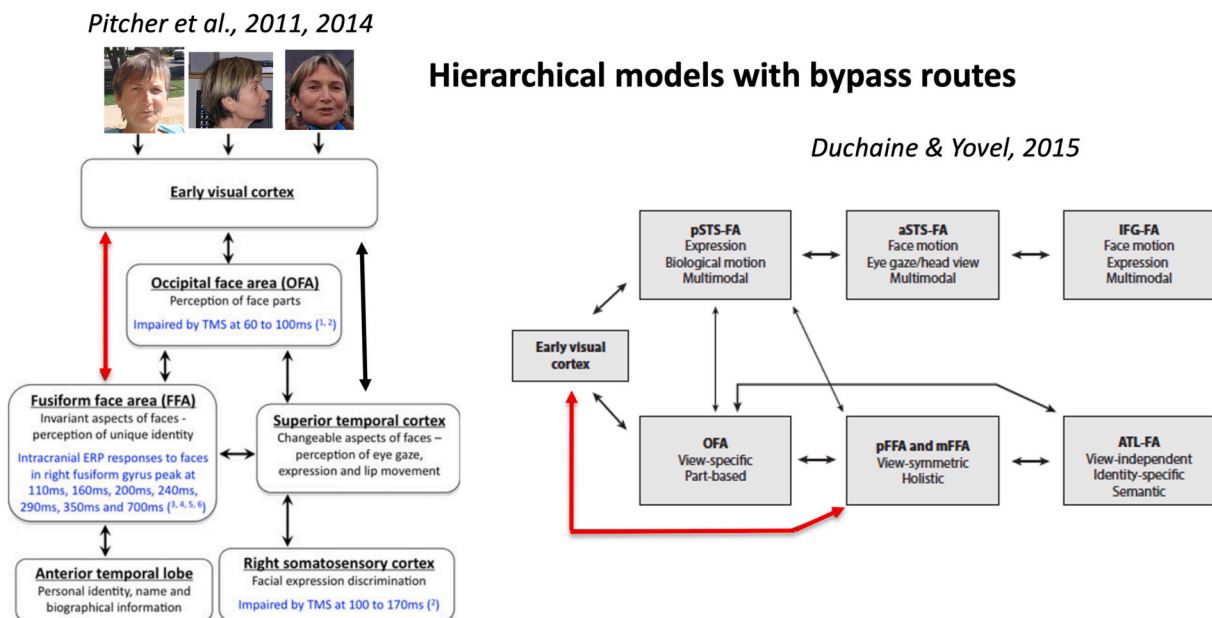 Pitcher et al., 2011, 2014
Hierarchical models with bypass routes
Duchaine & Yovel, 2015
Early visual cortex
Occipital face area (OFA)
Perception of face parts
Impaired by TMS at 60 to 100ms (1, 2)
Fusiform face area (FFA)
Invariant aspects of faces -
perception of unique identity
Intracranial ERP responses to faces
in right fusiform gyrus peak at
110ms, 160ms, 200ms, 240ms,
290ms, 350ms and 700ms (3, 4, 5, 6)
Superior temporal cortex
Changeable aspects of faces –
perception of eye gaze,
expression and lip movement
Anterior temporal lobe
Personal identity, name and
biographical information
Right somatosensory cortex
Facial expression discrimination
Impaired by TMS at 100 to 170ms (2)
pSTS-FA
Expression
Biological motion
Multimodal
aSTS-FA
Face motion
Eye gaze/head view
Multimodal
IFG-FA
Face motion
Expression
Multimodal
Early visual
cortex
OFA
View-specific
Part-based
pFFA and mFFA
View-symmetric
Holistic
ATL-FA
View-independent
Identity-specific
Semantic